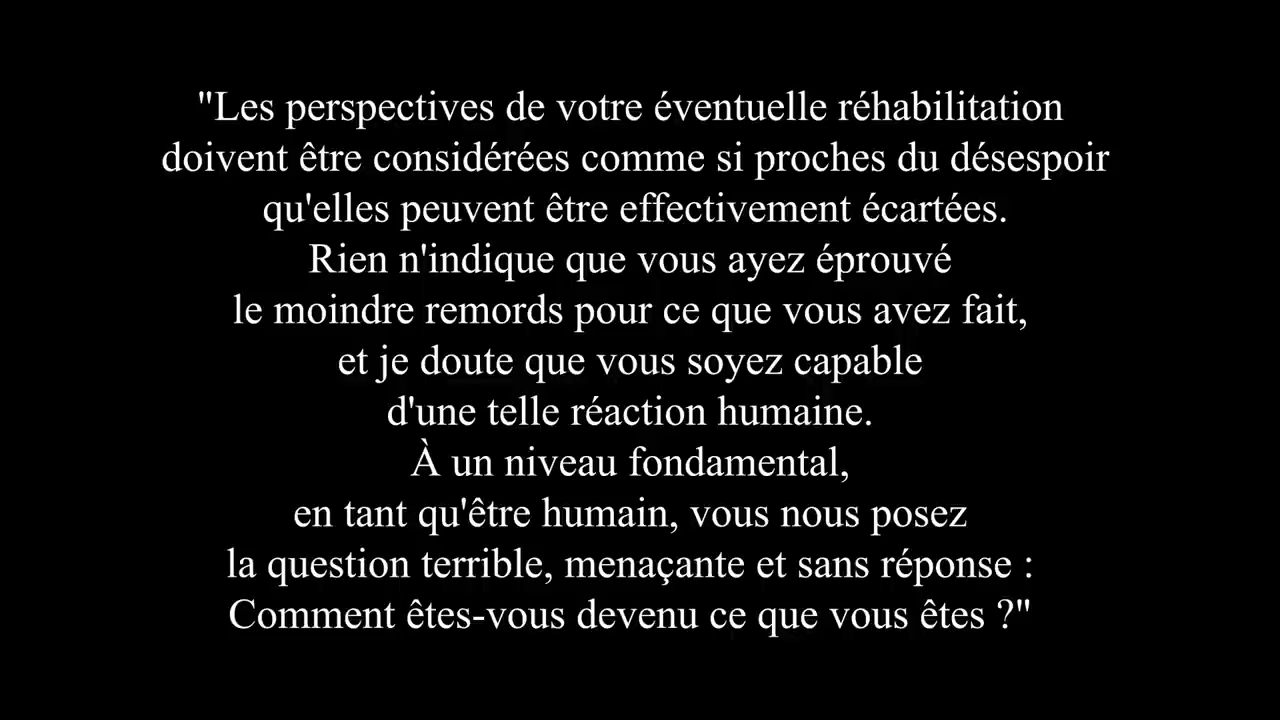 "Les perspectives de votre éventuelle réhabilitation
doivent être considérées comme si proches du désespoir
qu'elles peuvent être effectivement écartées.
Rien n'indique que vous ayez éprouvé
le moindre remords pour ce que vous avez fait,
et je doute que vous soyez capable
d'une telle réaction humaine.
À un niveau fondamental,
en tant qu'être humain, vous nous posez
la question terrible, menaçante et sans réponse :
Comment êtes-vous devenu ce que vous êtes ?"